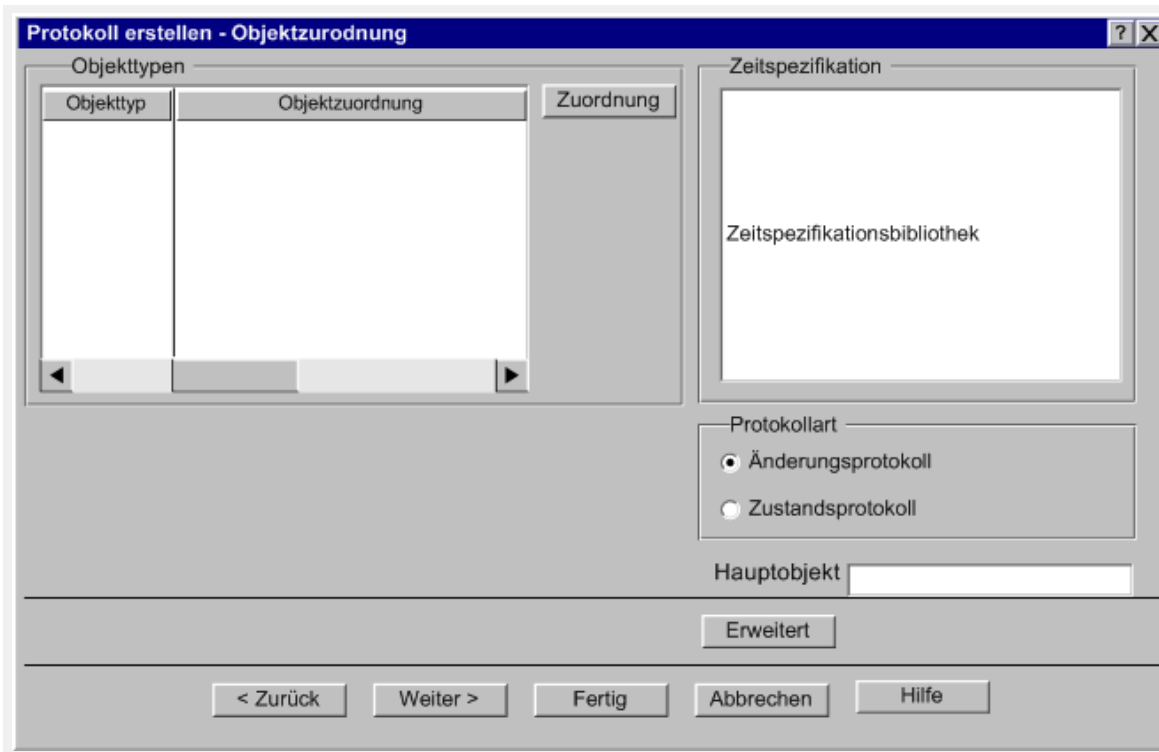 Protokoll erstellen - Objektzurodnung
Objekttypen
Objekttyp
Objektzuordnung
Zuordnung
Zeitspezifikation
Zeitspezifikationsbibliothek
Protokollart
Änderungsprotokoll
Zustandsprotokoll
Hauptobjekt
Erweitert
< Zurück
Weiter >
Fertig
Abbrechen
Hilfe